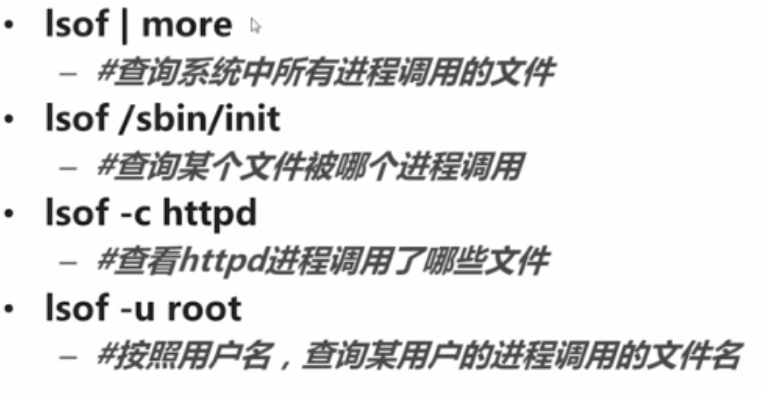 • lsof | more
– #查询系统中所有进程调用的文件
• lsof /sbin/init
– #查询某个文件被哪个进程调用
• lsof -c httpd
– #查看httpd进程调用了哪些文件
• lsof -u root
– #按照用户名，查询某用户的进程调用的文件名